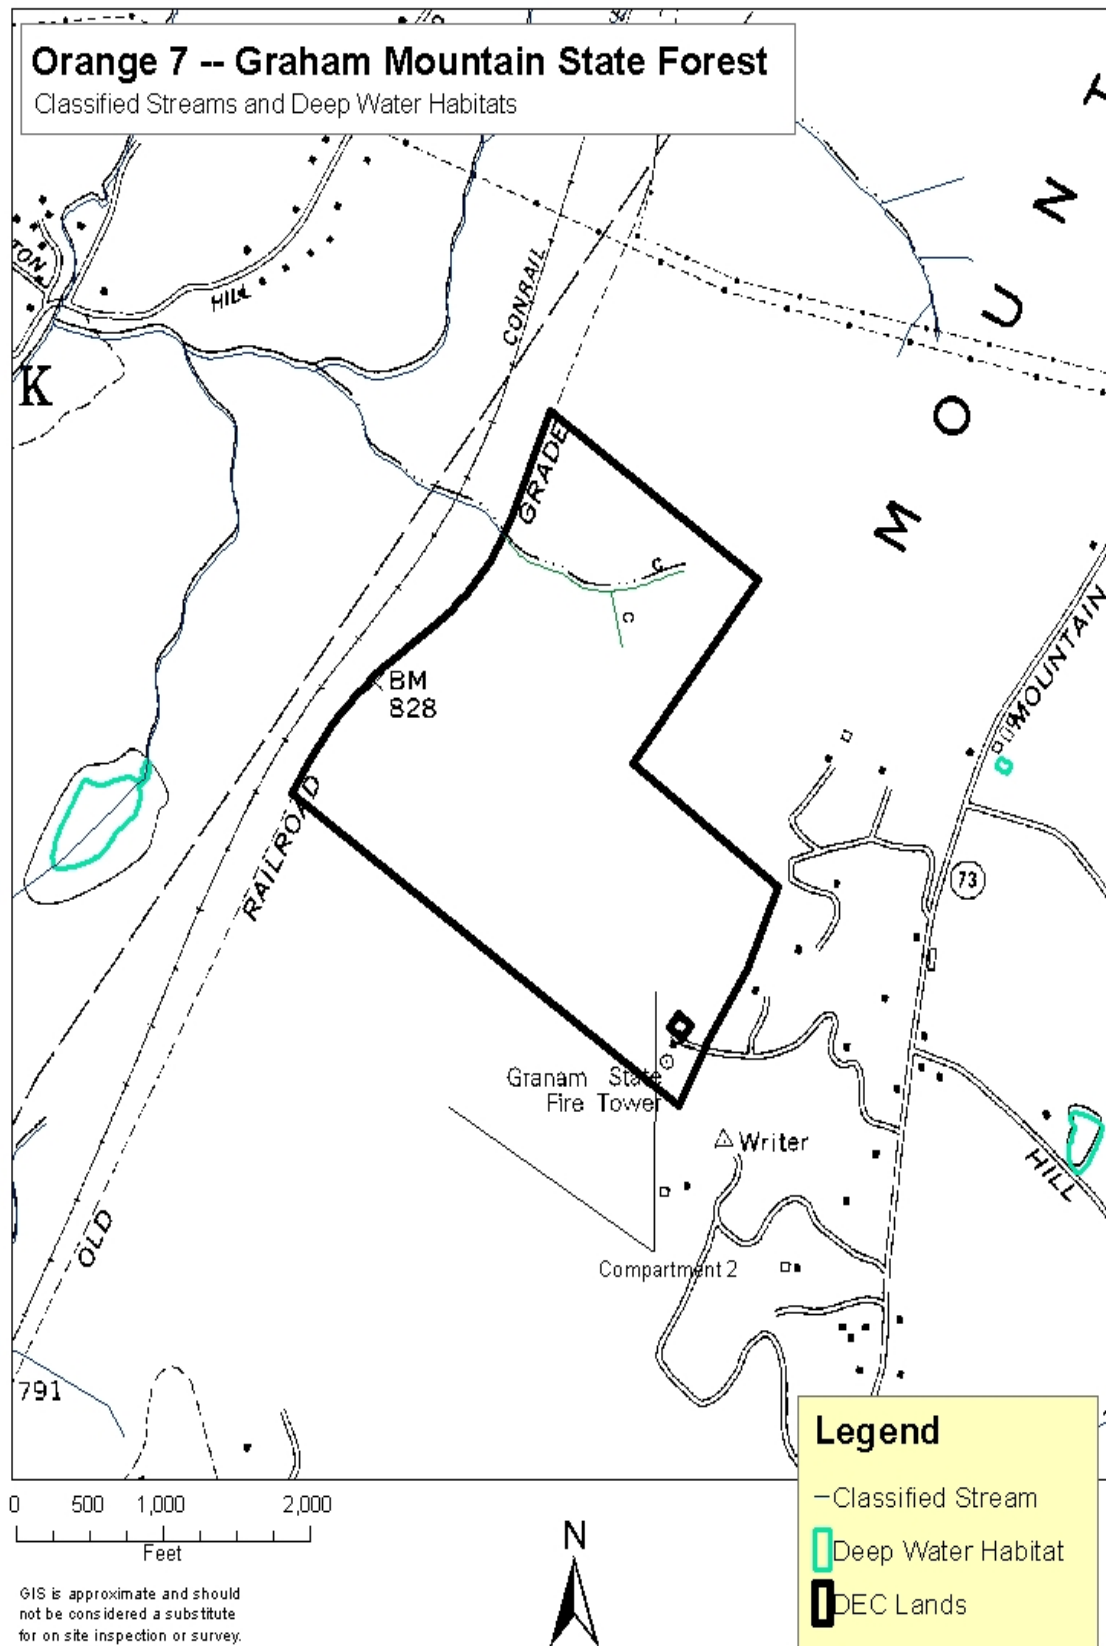 Orange 7 -- Graham Mountain State Forest
Classified Streams and Deep Water Habitats
M O U N T
TON
HILL
CONRAIL
K
GRADE
C
C
BM
828
MOUNTAIN
RAILROAD
73
Granam State
Fire Tower
Writer
HILL
OLD
Compartment 2
791
Legend
Classified Stream
Deep Water Habitat
DEC Lands
0 500 1,000 2,000
Feet
N
GIS is approximate and should
not be considered a substitute
for on site inspection or survey.